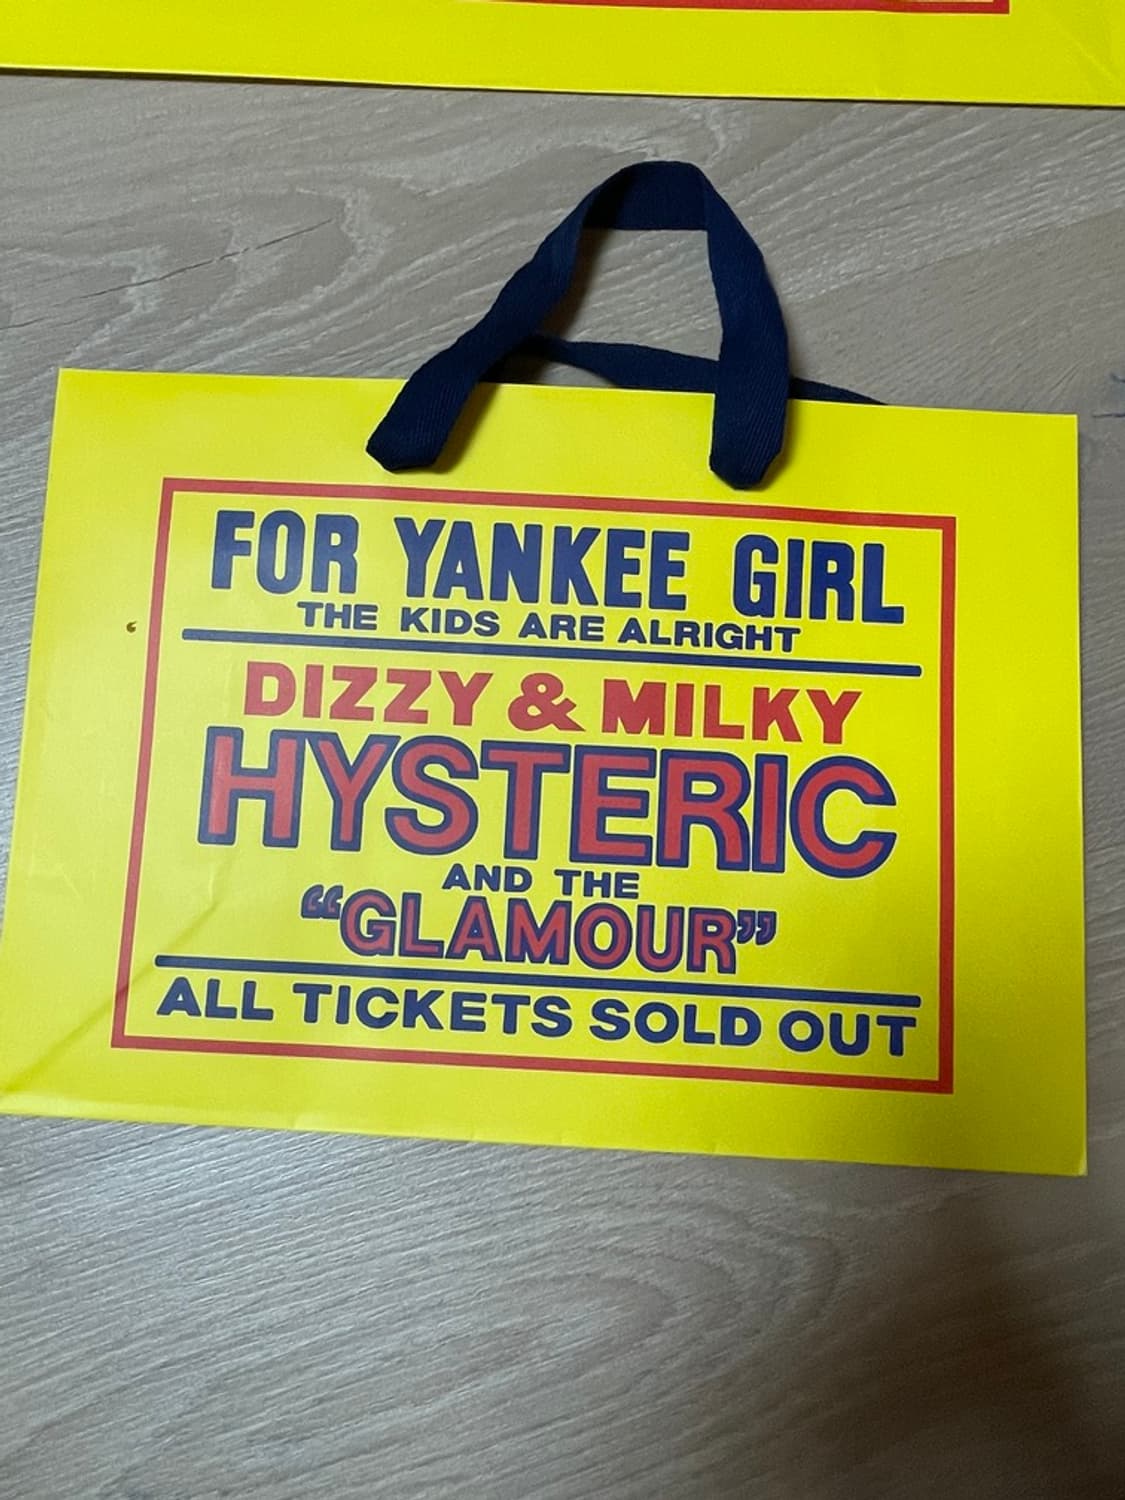 FOR YANKEE GIRL
THE KIDS ARE ALRIGHT
DIZZY & MILKY
HYSTERIC
AND THE
“GLAMOUR”
ALL TICKETS SOLD OUT